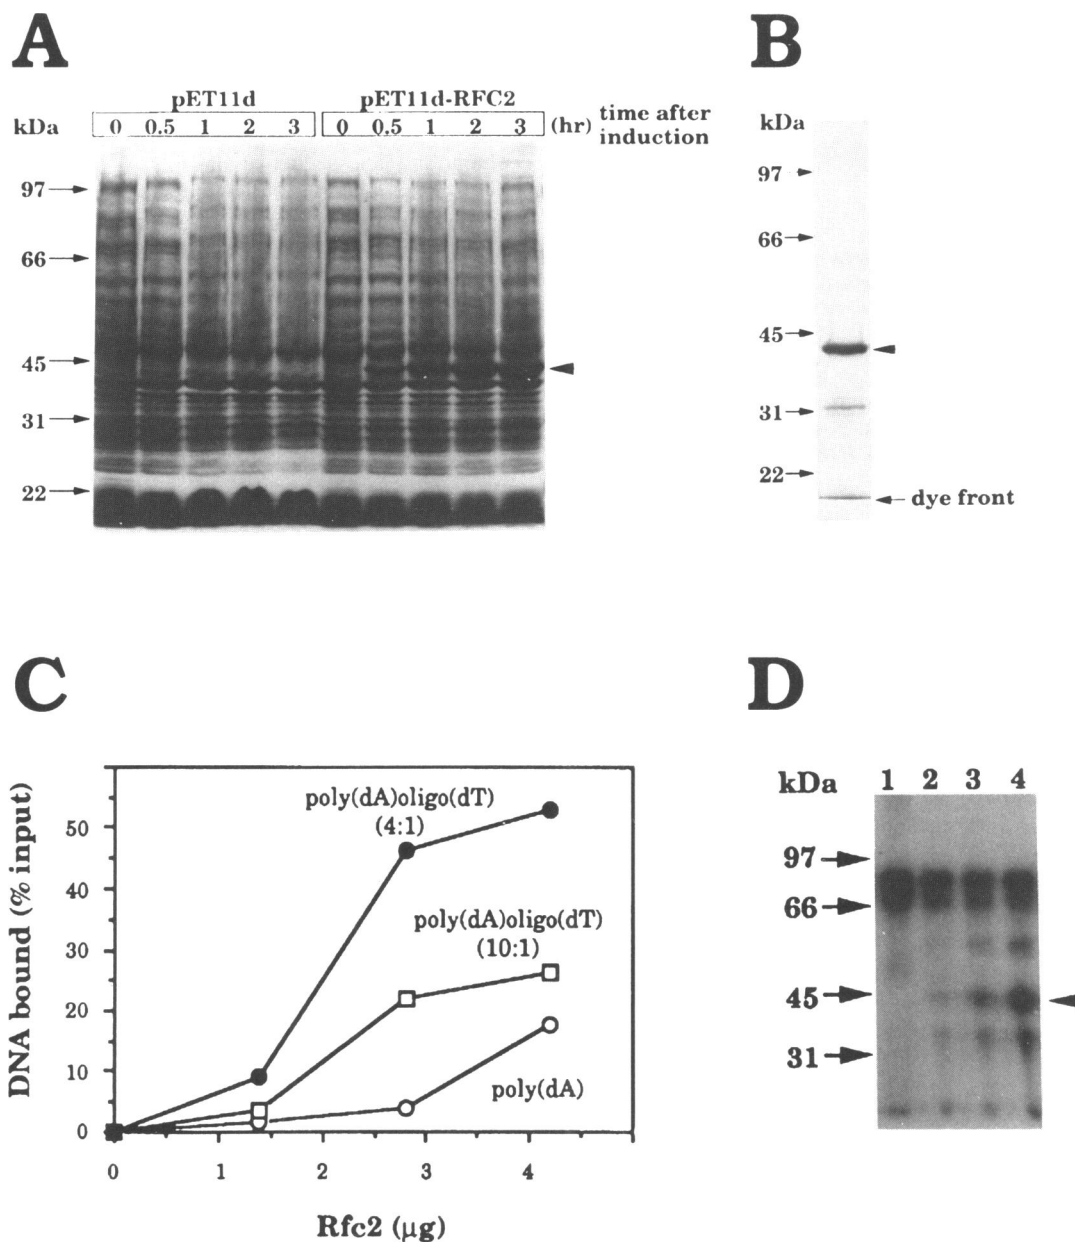 A
pET11d pET11d-RFC2
kDa 0 0.5 1 2 3 0 0.5 1 2 3 (hr) time after
induction
97
66
45
31
22
B
kDa
97
66
45
31
22
dye front
C
DNA bound (% input)
50
40
30
20
10
0
poly(dA)oligo(dT)
(4:1)
poly(dA)oligo(dT)
(10:1)
poly(dA)
0 1 2 3 4
Rfc2 (µg)
D
kDa 1 2 3 4
97
66
45
31